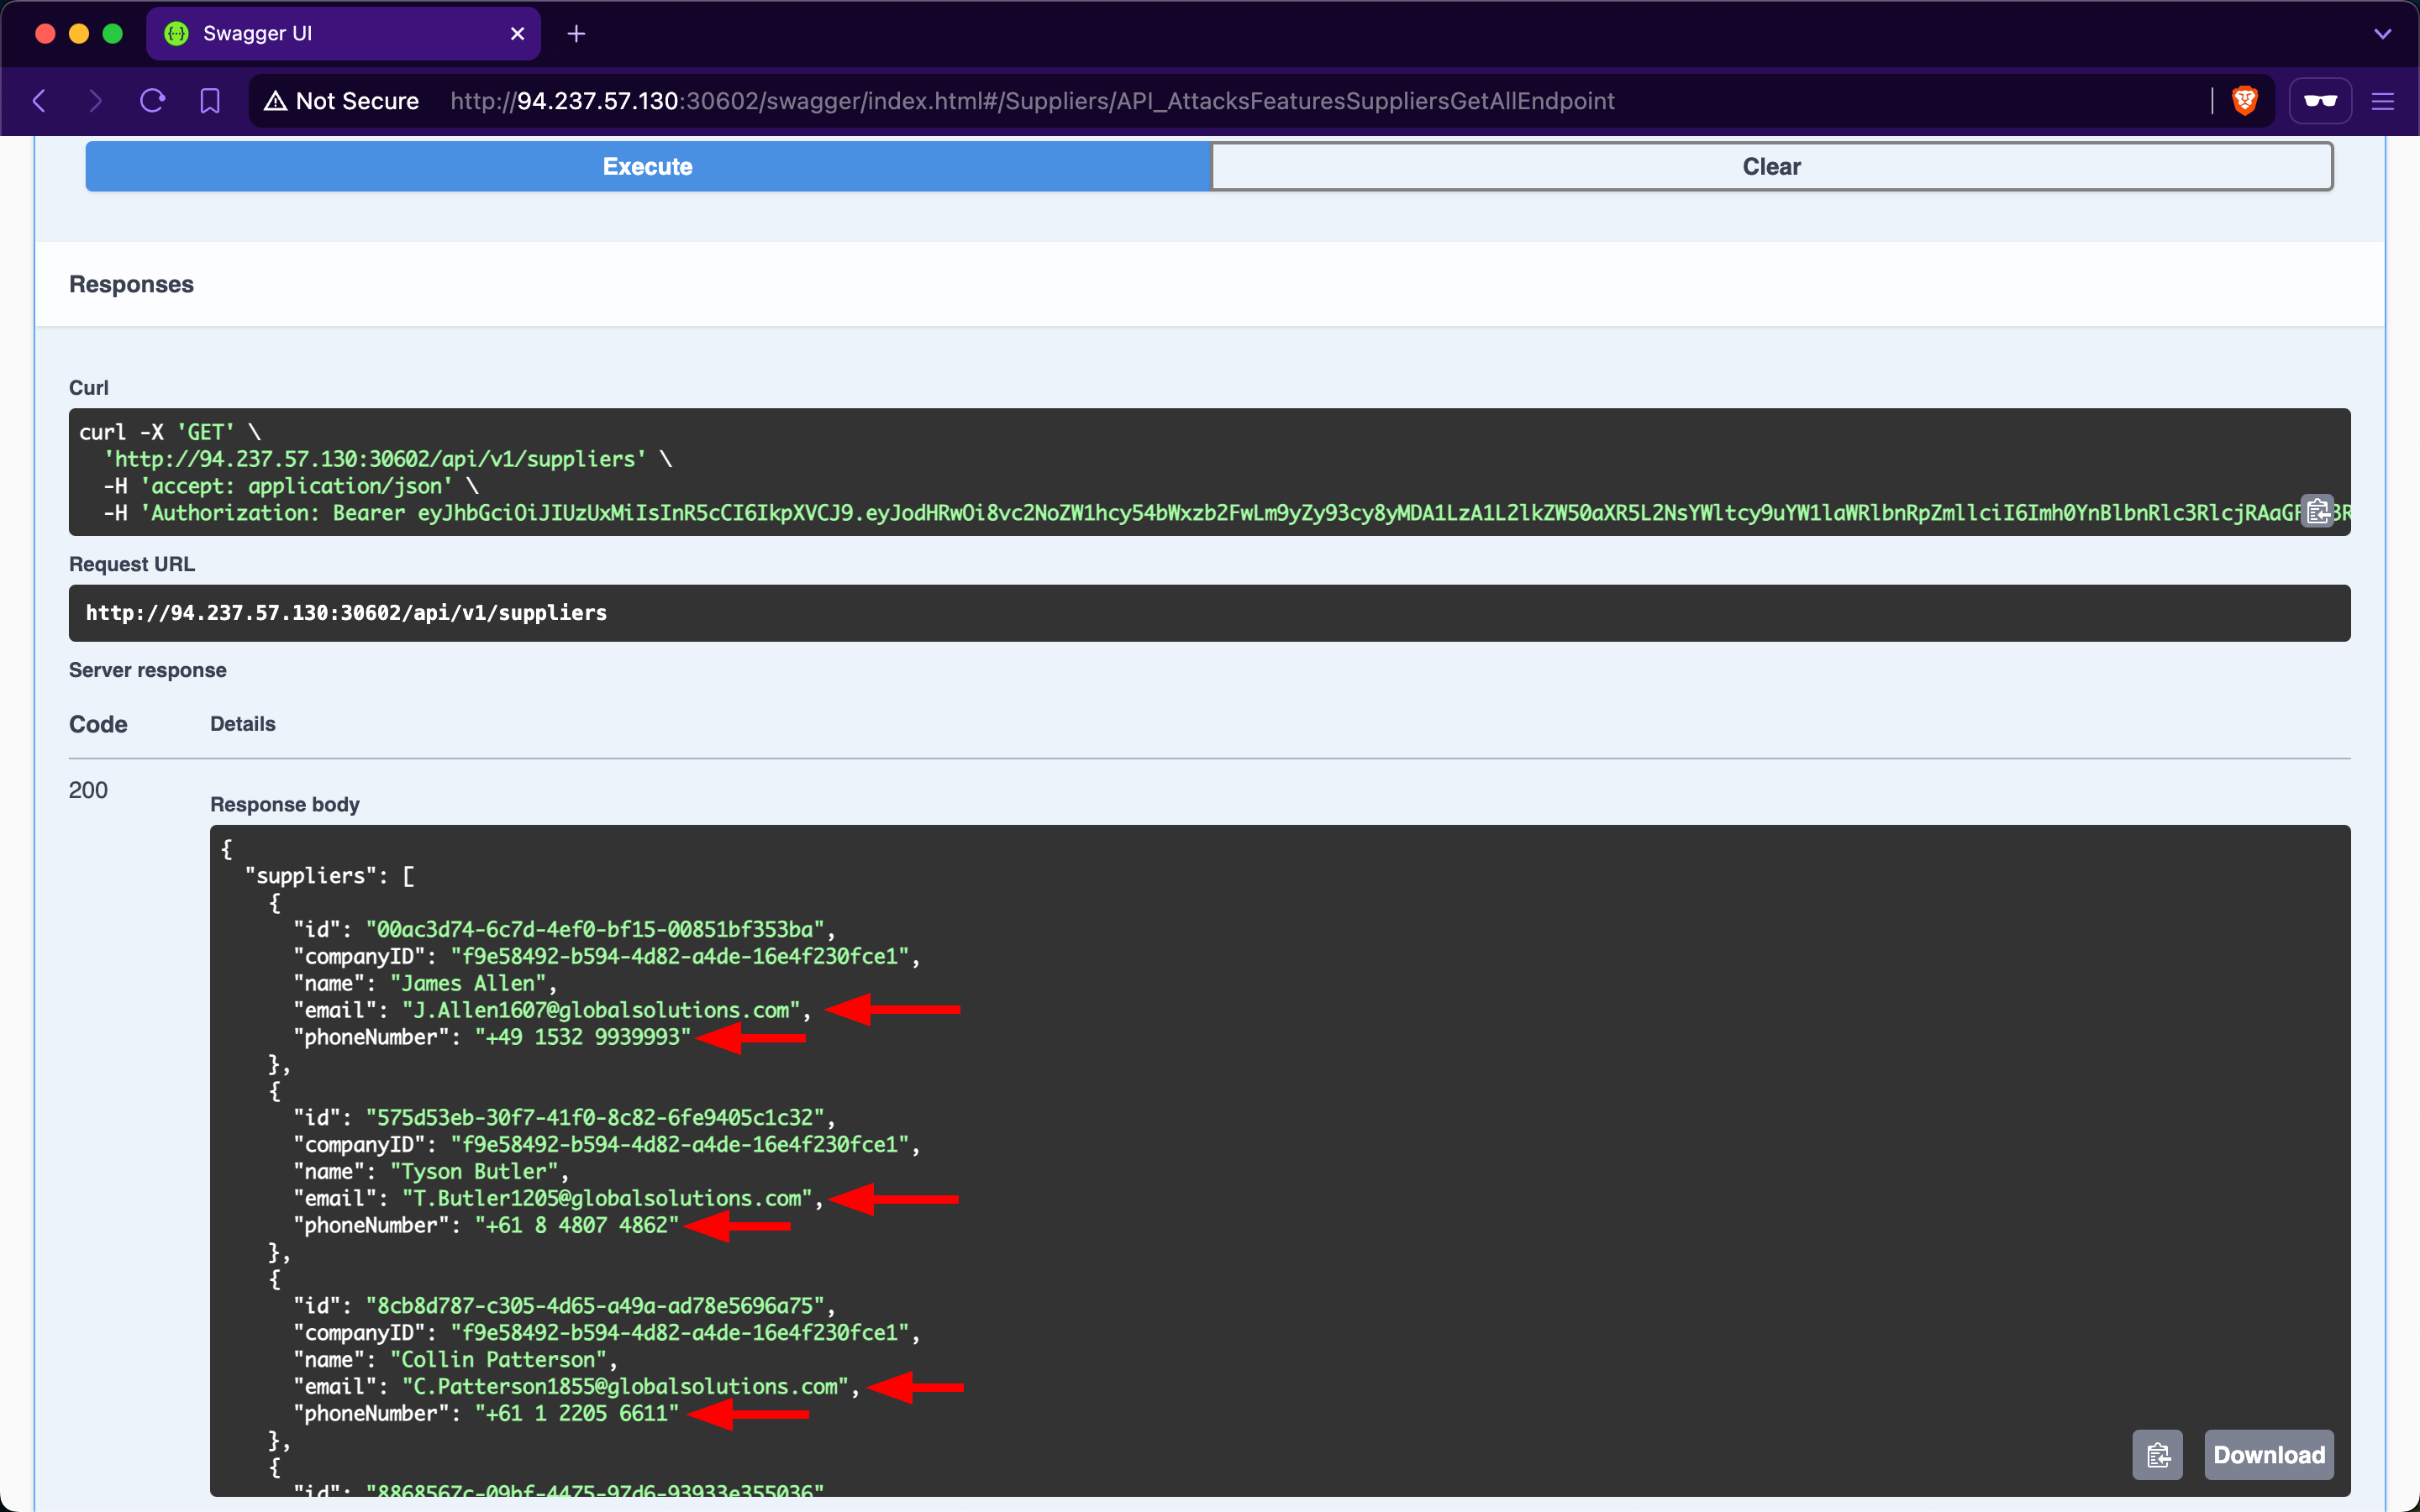 Swagger UI
Not Secure http://94.237.57.130:30602/swagger/index.html#/Suppliers/API_AttacksFeaturesSuppliersGetAllEndpoint
Execute Clear
Responses
Curl
curl -X 'GET' \
'http://94.237.57.130:30602/api/v1/suppliers' \
-H 'accept: application/json' \
-H 'Authorization: Bearer eyJhbGciOiJIUzUxMiIsInR5cCI6IkpXVCJ9.eyJodHRwOi8vc2NoZW1hcy54bWxzb2FwLm9yZy93cy8yMDA1LzA1L2lkZW50aXR5L2NsYWltcy9uYW1laWRlbnRpZmllciI6Imh0YnBlbnRlc3RlcjRAaGF
Request URL
http://94.237.57.130:30602/api/v1/suppliers
Server response
Code Details
200
Response body
{
"suppliers": [
{
"id": "00ac3d74-6c7d-4ef0-bf15-00851bf353ba",
"companyID": "f9e58492-b594-4d82-a4de-16e4f230fce1",
"name": "James Allen",
"email": "J.Allen1607@globalsolutions.com",
"phoneNumber": "+49 1532 9939993"
},
{
"id": "575d53eb-30f7-41f0-8c82-6fe9405c1c32",
"companyID": "f9e58492-b594-4d82-a4de-16e4f230fce1",
"name": "Tyson Butler",
"email": "T.Butler1205@globalsolutions.com",
"phoneNumber": "+61 8 4807 4862"
},
{
"id": "8cb8d787-c305-4d65-a49a-ad78e5696a75",
"companyID": "f9e58492-b594-4d82-a4de-16e4f230fce1",
"name": "Collin Patterson",
"email": "C.Patterson1855@globalsolutions.com",
"phoneNumber": "+61 1 2205 6611"
},
{
"id": "8868567c-09bf-4475-97d6-93933e355036"
Download